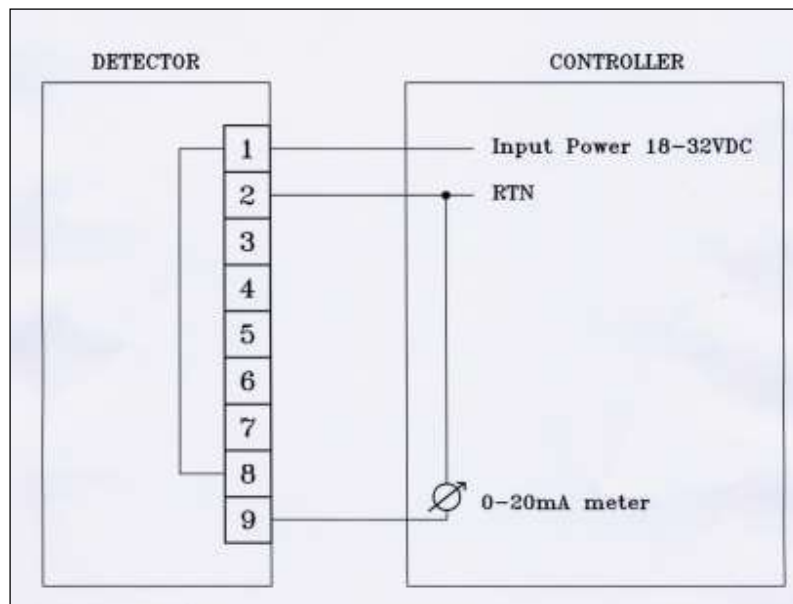 DETECTOR
CONTROLLER
1
Input Power 18-32VDC
2
RTN
3
4
5
6
7
8
0-20mA meter
9